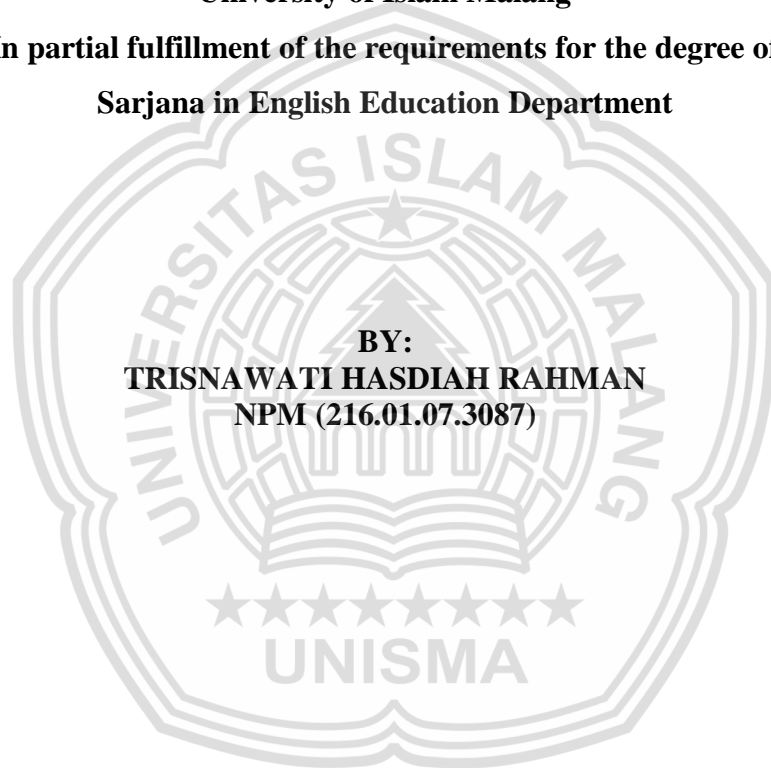 University of Islam Malang
in partial fulfillment of the requirements for the degree of
Sarjana in English Education Department
UNIVERSITAS ISLAM MALANG
BY:
TRISNAWATI HASDIAH RAHMAN
NPM (216.01.07.3087)
UNISMA